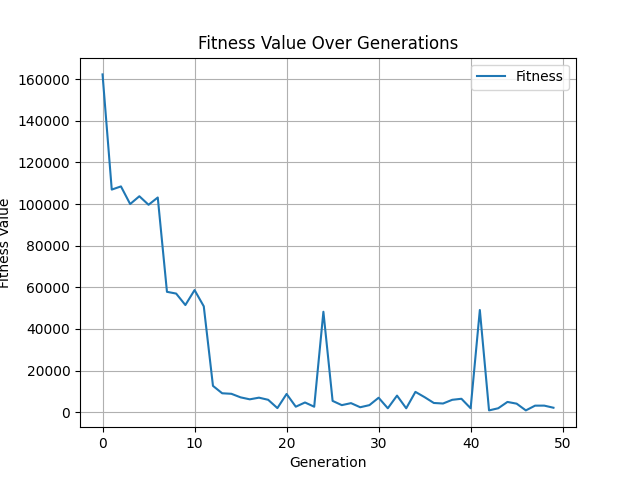 Fitness Value Over Generations
Fitness
160000
140000
120000
100000
80000
60000
40000
20000
0
Fitness Value
0 10 20 30 40 50
Generation